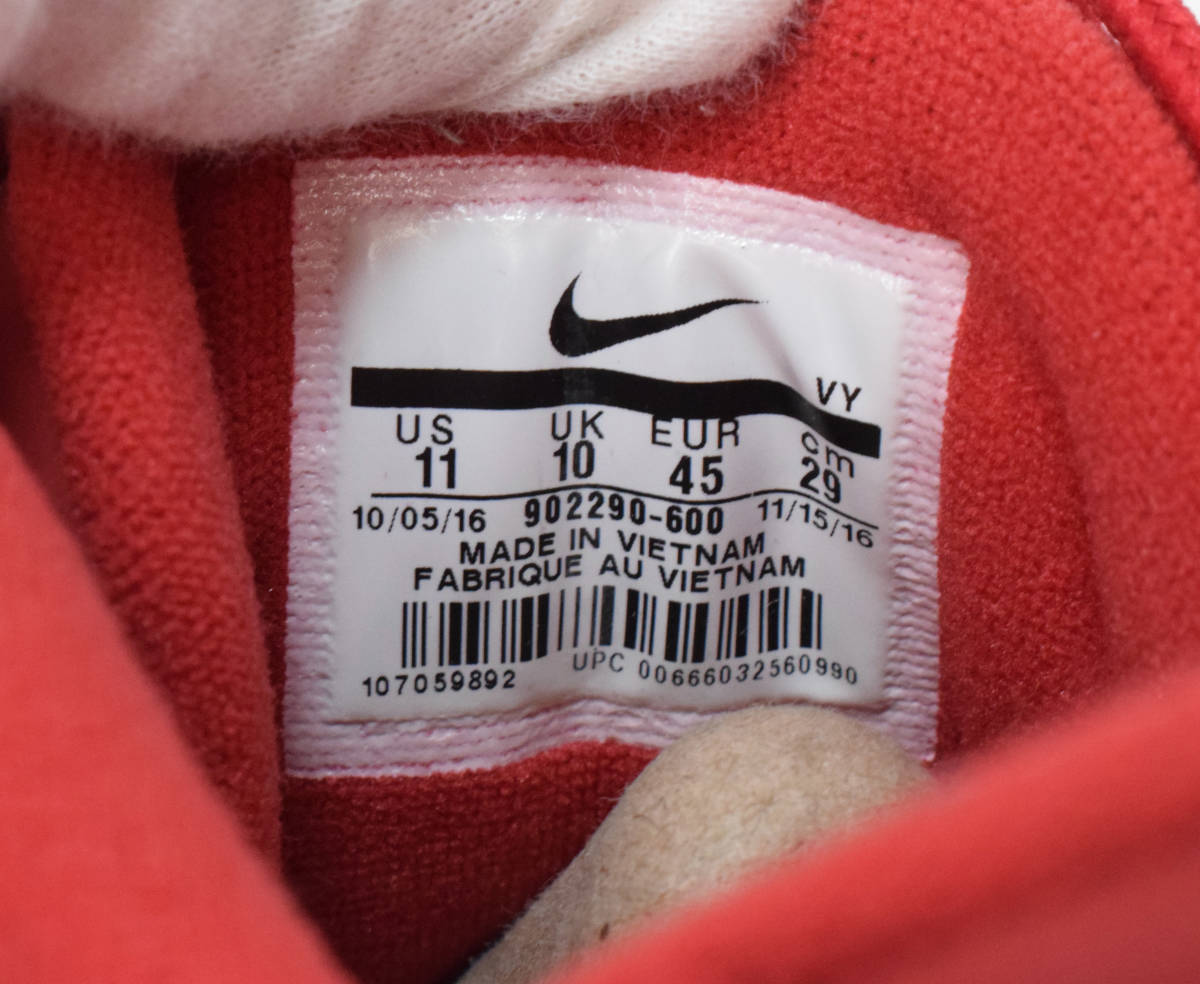 VY
US UK EUR cm
11 10 45 29
10/05/16 902290-600 11/15/16
MADE IN VIETNAM
FABRIQUE AU VIETNAM
107059892 UPC 00666032560990